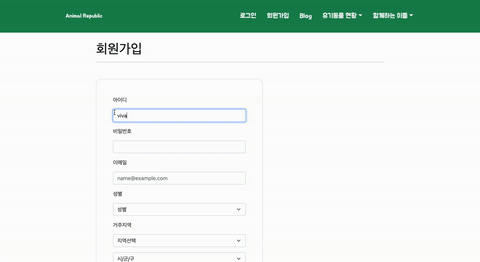 Animal Republic 로그인 회원가입 Blog 유기동물 현황 함께하는 이들
회원가입
아이디
viva
비밀번호
이메일
name@example.com
성별
성별
거주지역
지역선택
시/군/구